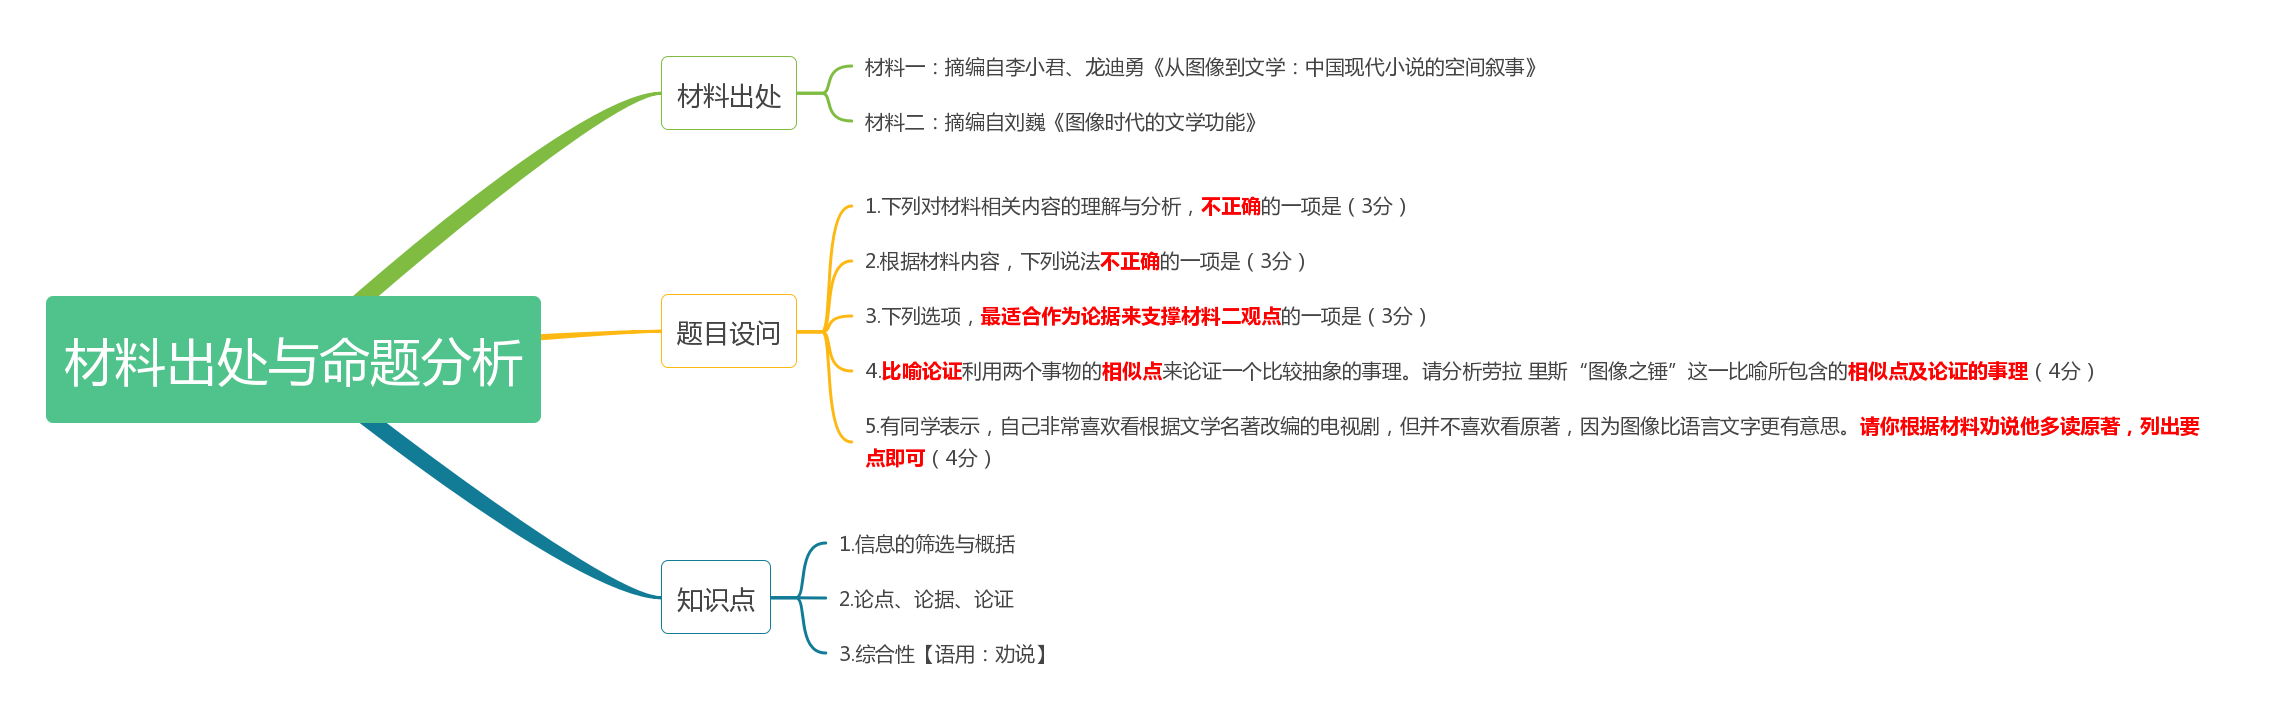 材料出处与命题分析
材料出处
材料一：摘编自李小君、龙迪勇《从图像到文学：中国现代小说的空间叙事》
材料二：摘编自刘巍《图像时代的文学功能》
题目设问
1.下列对材料相关内容的理解与分析，不正确的一项是（3分）
2.根据材料内容，下列说法不正确的一项是（3分）
3.下列选项，最适合作为论据来支撑材料二观点的一项是（3分）
4.比喻论证利用两个事物的相似点来论证一个比较抽象的事理。请分析劳拉 里斯“图像之锤”这一比喻所包含的相似点及论证的事理（4分）
5.有同学表示，自己非常喜欢看根据文学名著改编的电视剧，但并不喜欢看原著，因为图像比语言文字更有意思。请你根据材料劝说他多读原著，列出要
点即可（4分）
知识点
1.信息的筛选与概括
2.论点、论据、论证
3.综合性【语用：劝说】